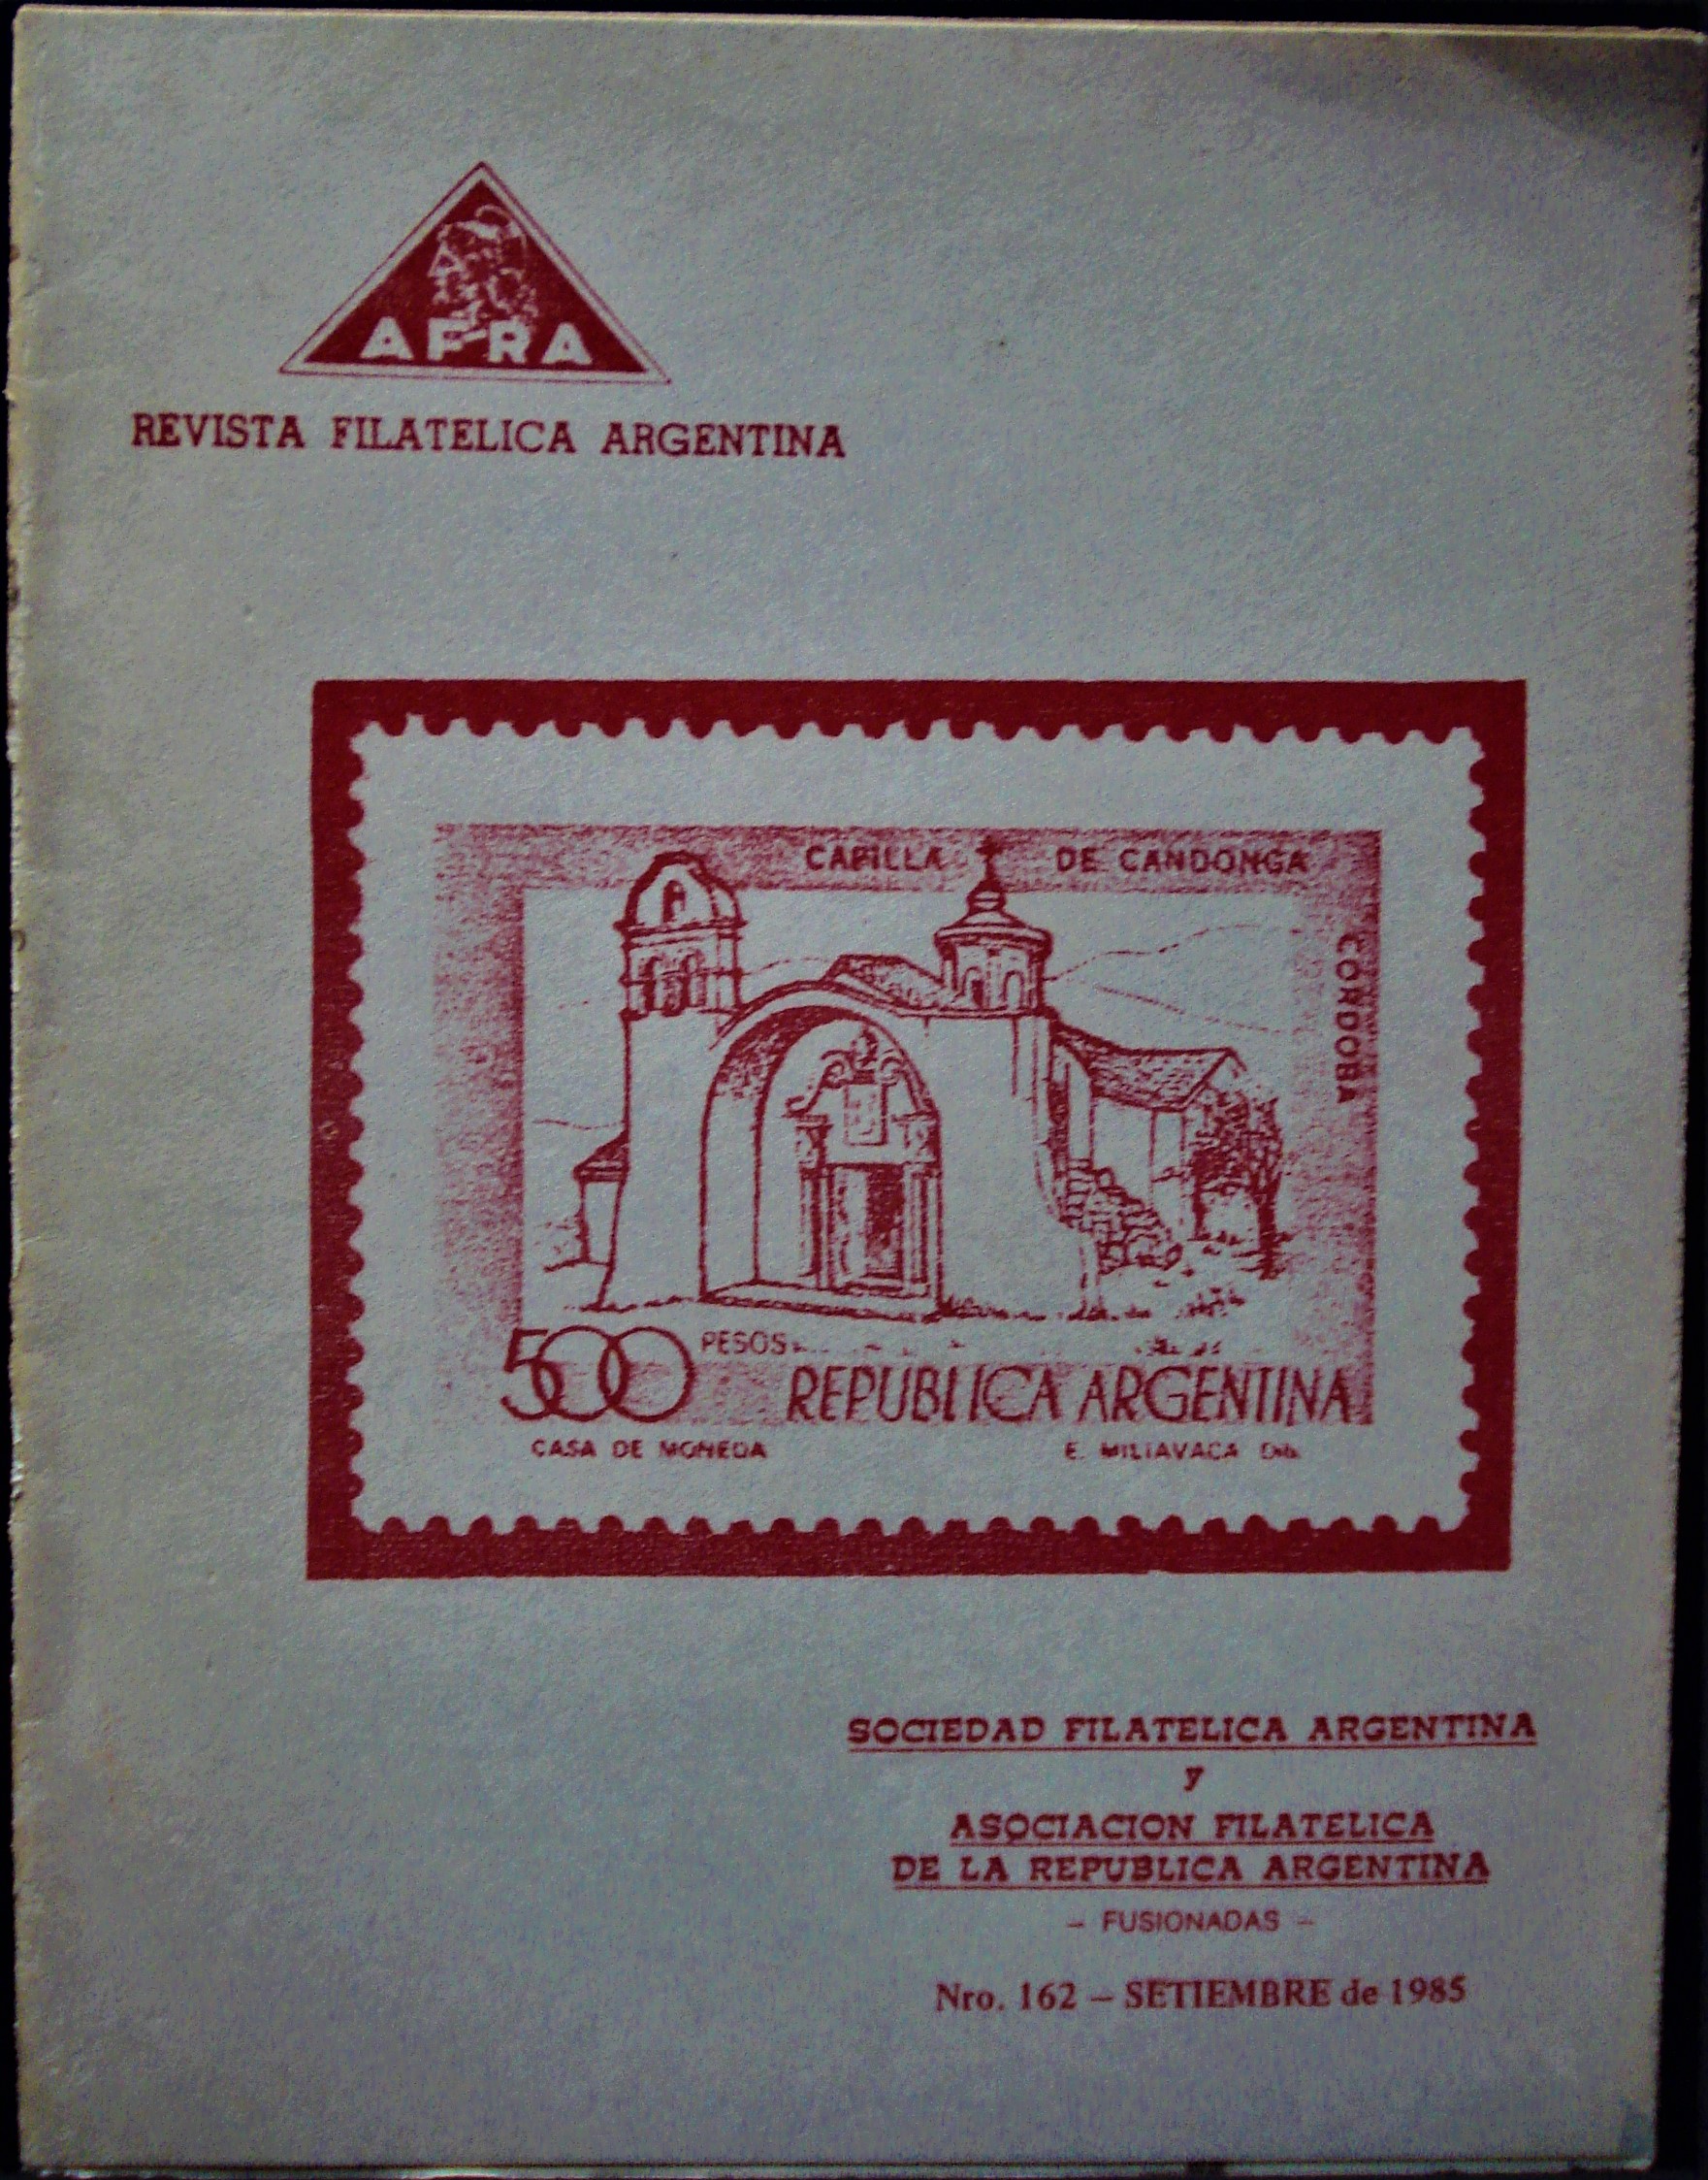 AFRA
REVISTA FILATELICA ARGENTINA
CAPILLA DE CANDONGA
CORDOBA
500 PESOS
REPUBLICA ARGENTINA
CASA DE MONEDA E. MILIAVACA Dib.
SOCIEDAD FILATELICA ARGENTINA
y
ASOCIACION FILATELICA
DE LA REPUBLICA ARGENTINA
– FUSIONADAS –
Nro. 162 – SETIEMBRE de 1985